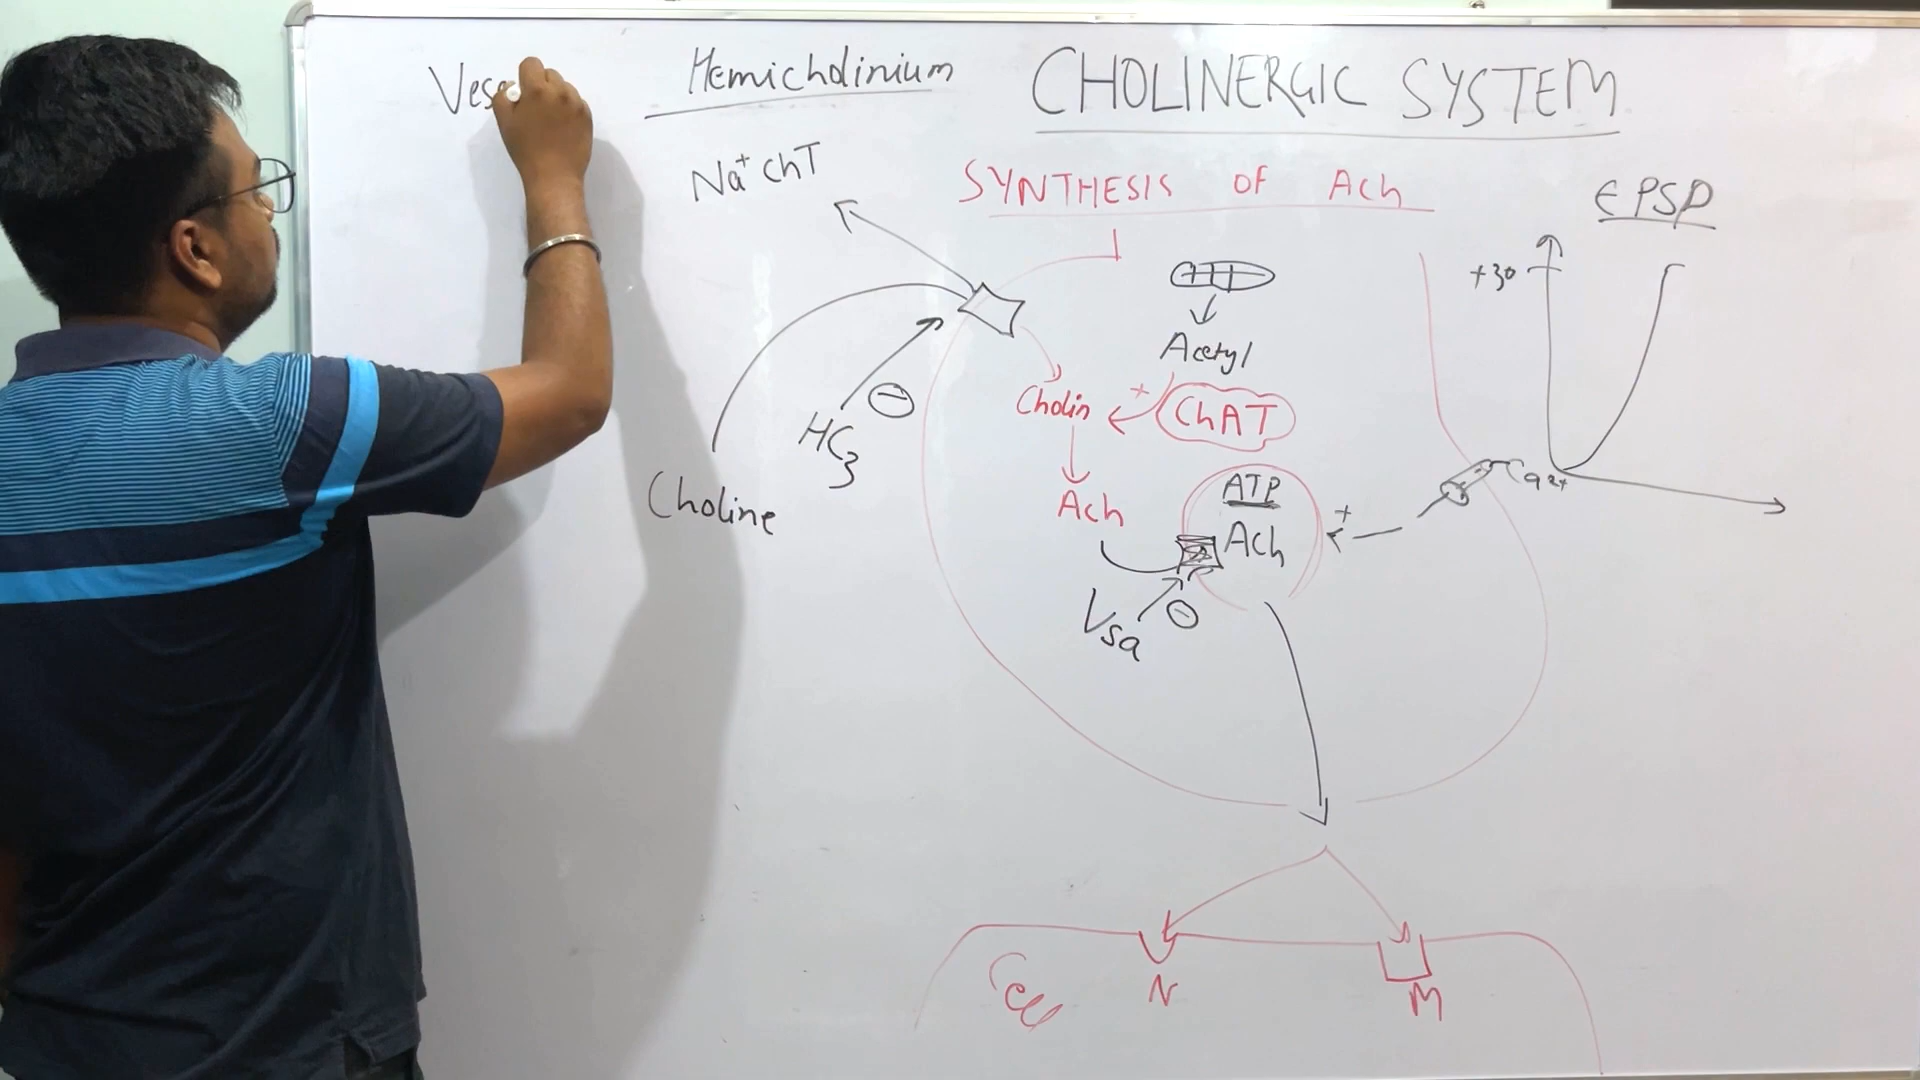 Ves
Hemicholinium
CHOLINERGIC SYSTEM
Na+ ChT
SYNTHESIS OF Ach
EPSP
+30
Acetyl
Cholin
+
ChAT
HC3
Choline
Ach
ATP
Ach
+
Ca2+
Vsa
N
M
Cell